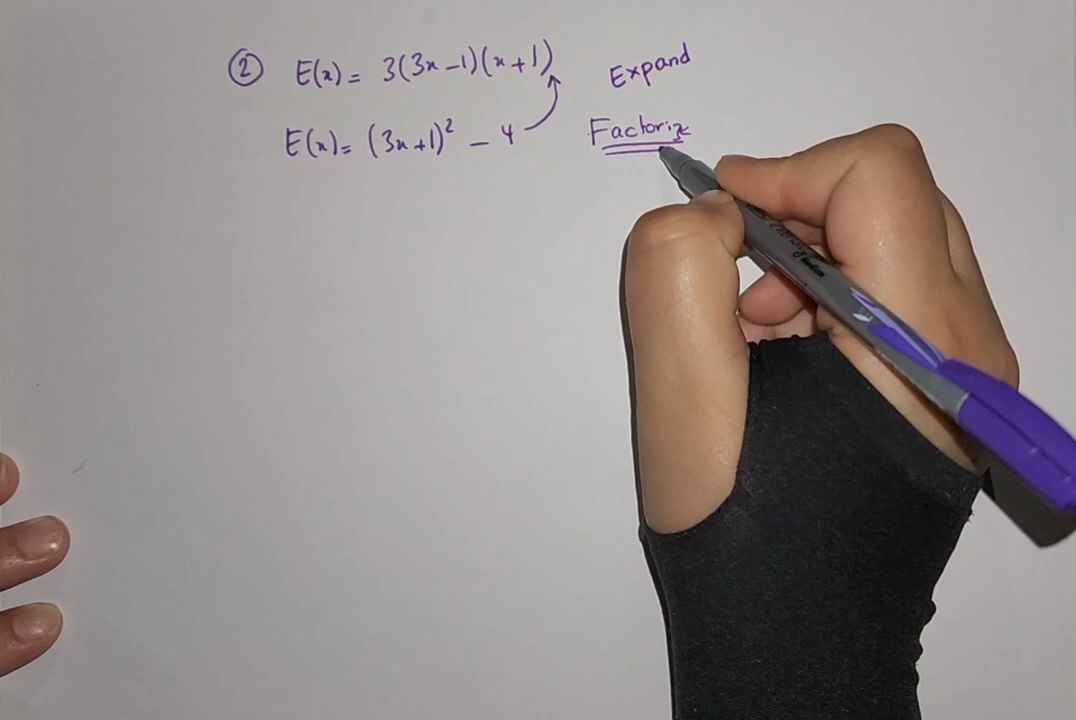 ② E(x) = 3(3x-1)(x+1) Expand
E(x) = (3x+1)² - 4 Factoriz